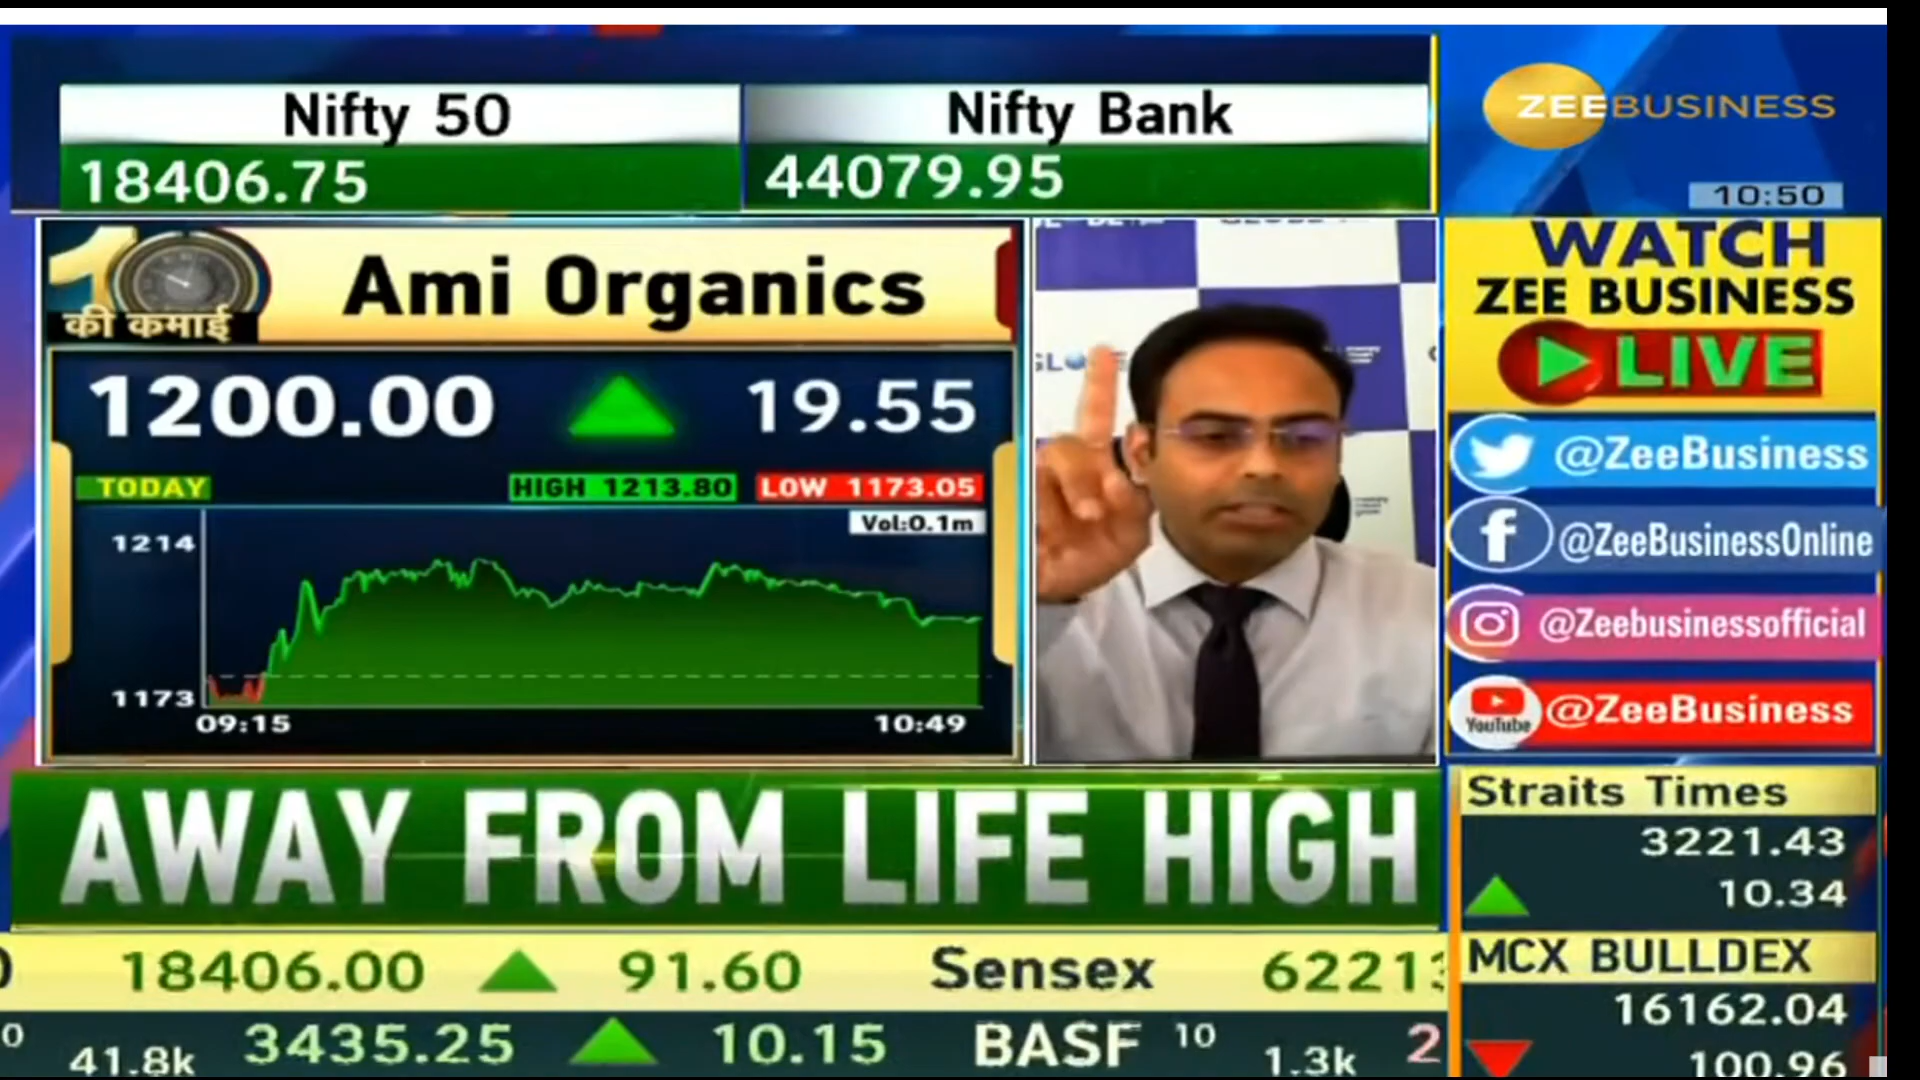 Nifty 50
18406.75
Nifty Bank
44079.95
ZEEBUSINESS
10:50
10
की कमाई
Ami Organics
1200.00 ▲ 19.55
TODAY HIGH 1213.80 LOW 1173.05
Vol:0.1m
1214
1173
09:15 10:49
WATCH
ZEE BUSINESS
LIVE
@ZeeBusiness
@ZeeBusinessOnline
@Zeebusinessofficial
YouTube @ZeeBusiness
AWAY FROM LIFE HIGH
Straits Times
3221.43
▲ 10.34
MCX BULLDEX
16162.04
▼ 100.96
18406.00 ▲ 91.60 Sensex 62213
41.8k 3435.25 ▲ 10.15 BASF 10 1.3k 2